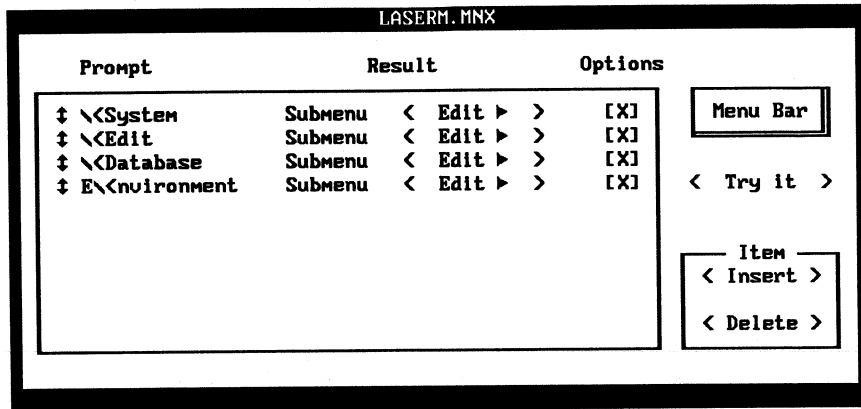 LASERM.MNX
Prompt Result Options
↕ \<System Submenu < Edit ► > [X]
↕ \<Edit Submenu < Edit ► > [X]
↕ \<Database Submenu < Edit ► > [X]
↕ E\<nvironment Submenu < Edit ► > [X]
Menu Bar
< Try it >
Item
< Insert >
< Delete >